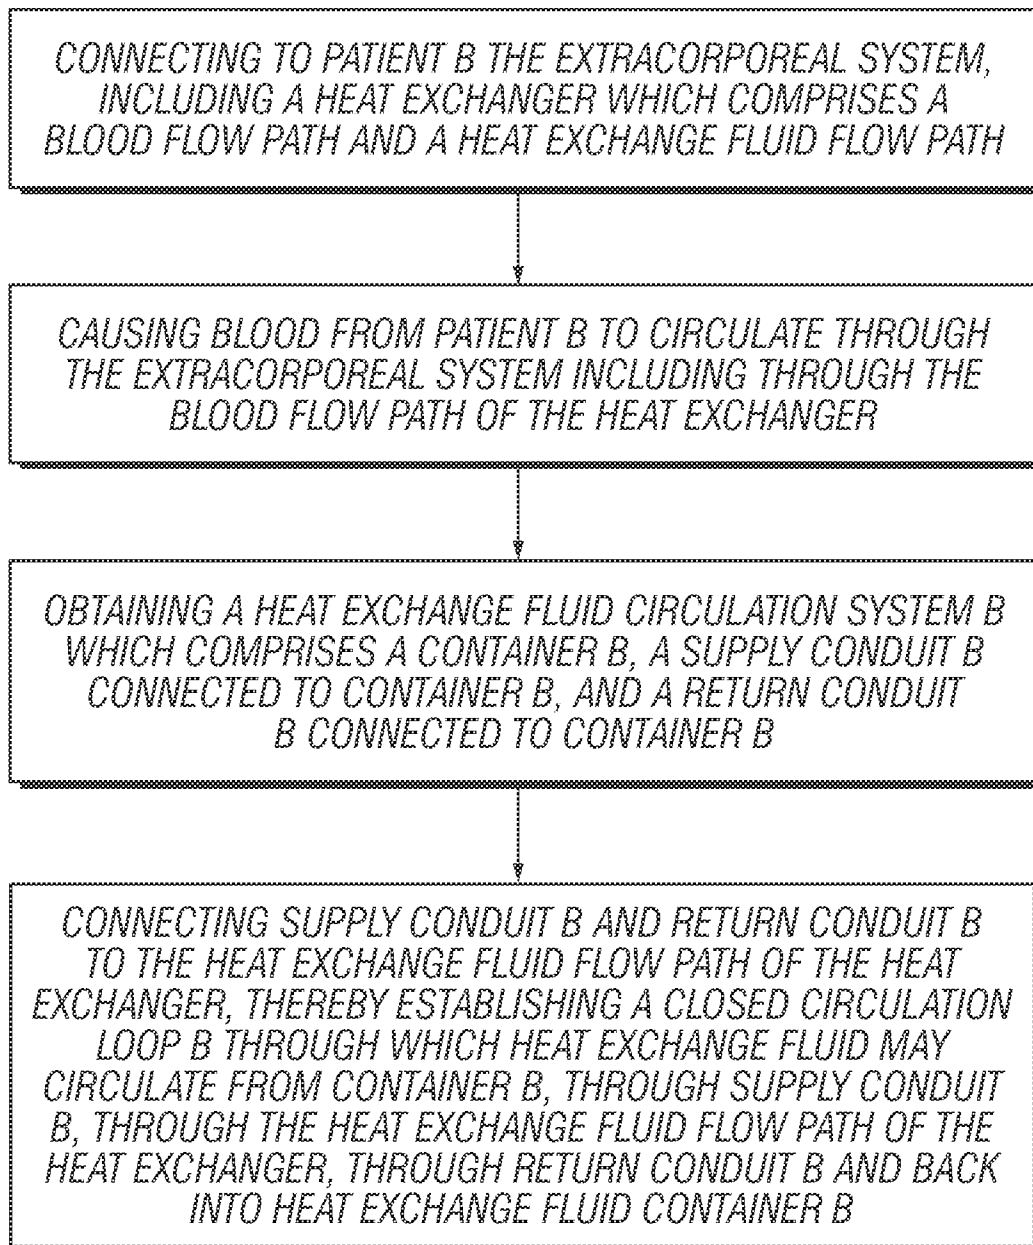 CONNECTING TO PATIENT B THE EXTRACORPOREAL SYSTEM,
INCLUDING A HEAT EXCHANGER WHICH COMPRISES A
BLOOD FLOW PATH AND A HEAT EXCHANGE FLUID FLOW PATH
CAUSING BLOOD FROM PATIENT B TO CIRCULATE THROUGH
THE EXTRACORPOREAL SYSTEM INCLUDING THROUGH THE
BLOOD FLOW PATH OF THE HEAT EXCHANGER
OBTAINING A HEAT EXCHANGE FLUID CIRCULATION SYSTEM B
WHICH COMPRISES A CONTAINER B, A SUPPLY CONDUIT B
CONNECTED TO CONTAINER B, AND A RETURN CONDUIT
B CONNECTED TO CONTAINER B
CONNECTING SUPPLY CONDUIT B AND RETURN CONDUIT B
TO THE HEAT EXCHANGE FLUID FLOW PATH OF THE HEAT
EXCHANGER, THEREBY ESTABLISHING A CLOSED CIRCULATION
LOOP B THROUGH WHICH HEAT EXCHANGE FLUID MAY
CIRCULATE FROM CONTAINER B, THROUGH SUPPLY CONDUIT
B, THROUGH THE HEAT EXCHANGE FLUID FLOW PATH OF THE
HEAT EXCHANGER, THROUGH RETURN CONDUIT B AND BACK
INTO HEAT EXCHANGE FLUID CONTAINER B